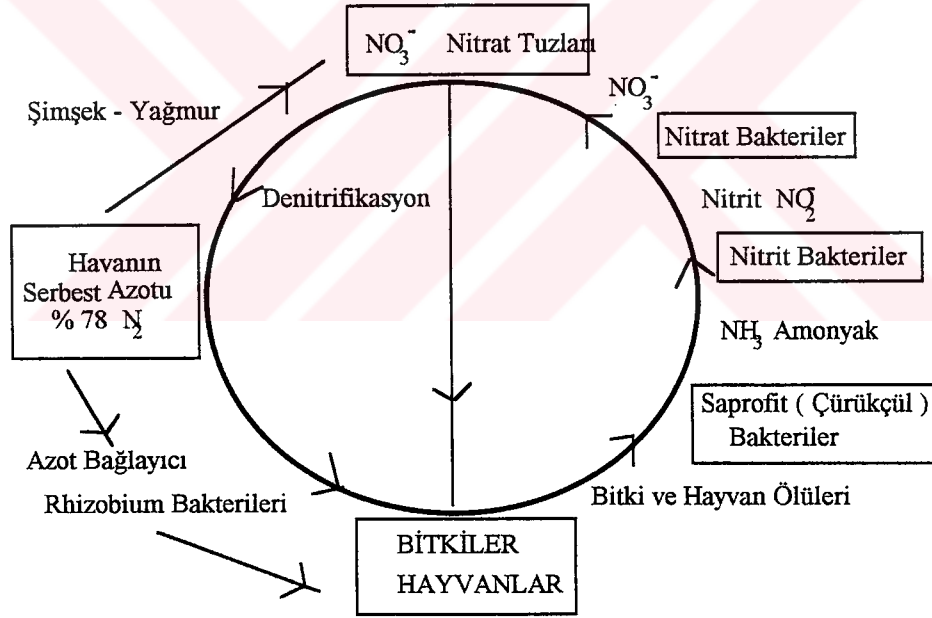 NO3- Nitrat Tuzları
NO3-
Şimşek - Yağmur
Nitrat Bakteriler
Denitrifikasyon
Nitrit NO2-
Havanın
Serbest Azotu
% 78 N2
Nitrit Bakteriler
NH3 Amonyak
Saprofit ( Çürükçül )
Bakteriler
Azot Bağlayıcı
Rhizobium Bakterileri
Bitki ve Hayvan Ölüleri
BİTKİLER
HAYVANLAR